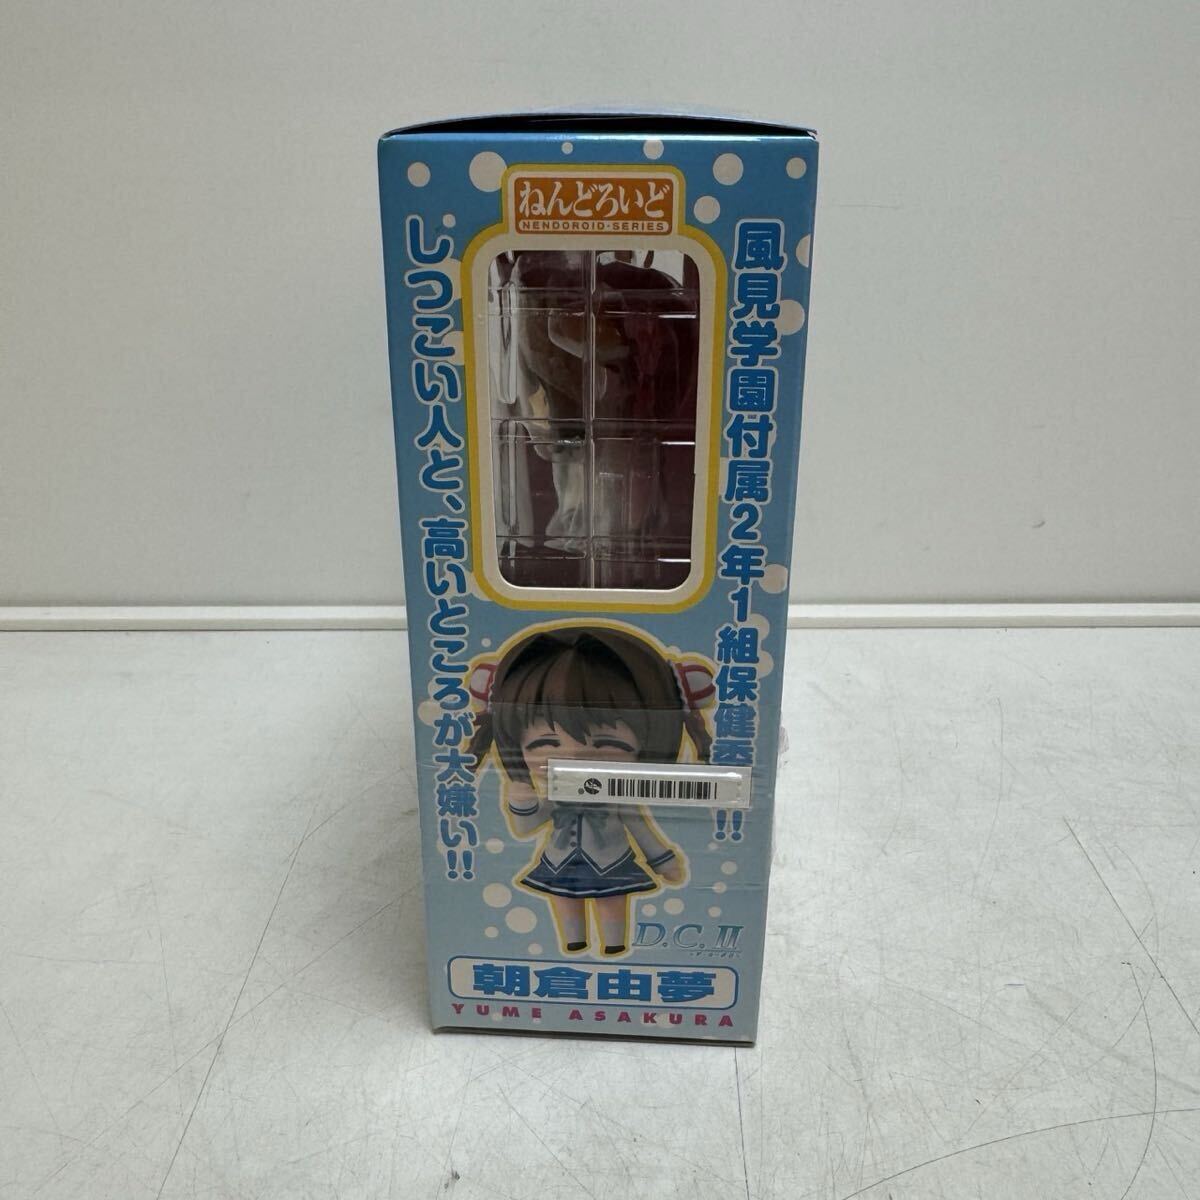 ねんどろいど
NENDOROID·SERIES
風見学園付属2年1組保健委!!
しつこい人と、高いところが大嫌い!!
D.C.II
朝倉由夢
YUME ASAKURA